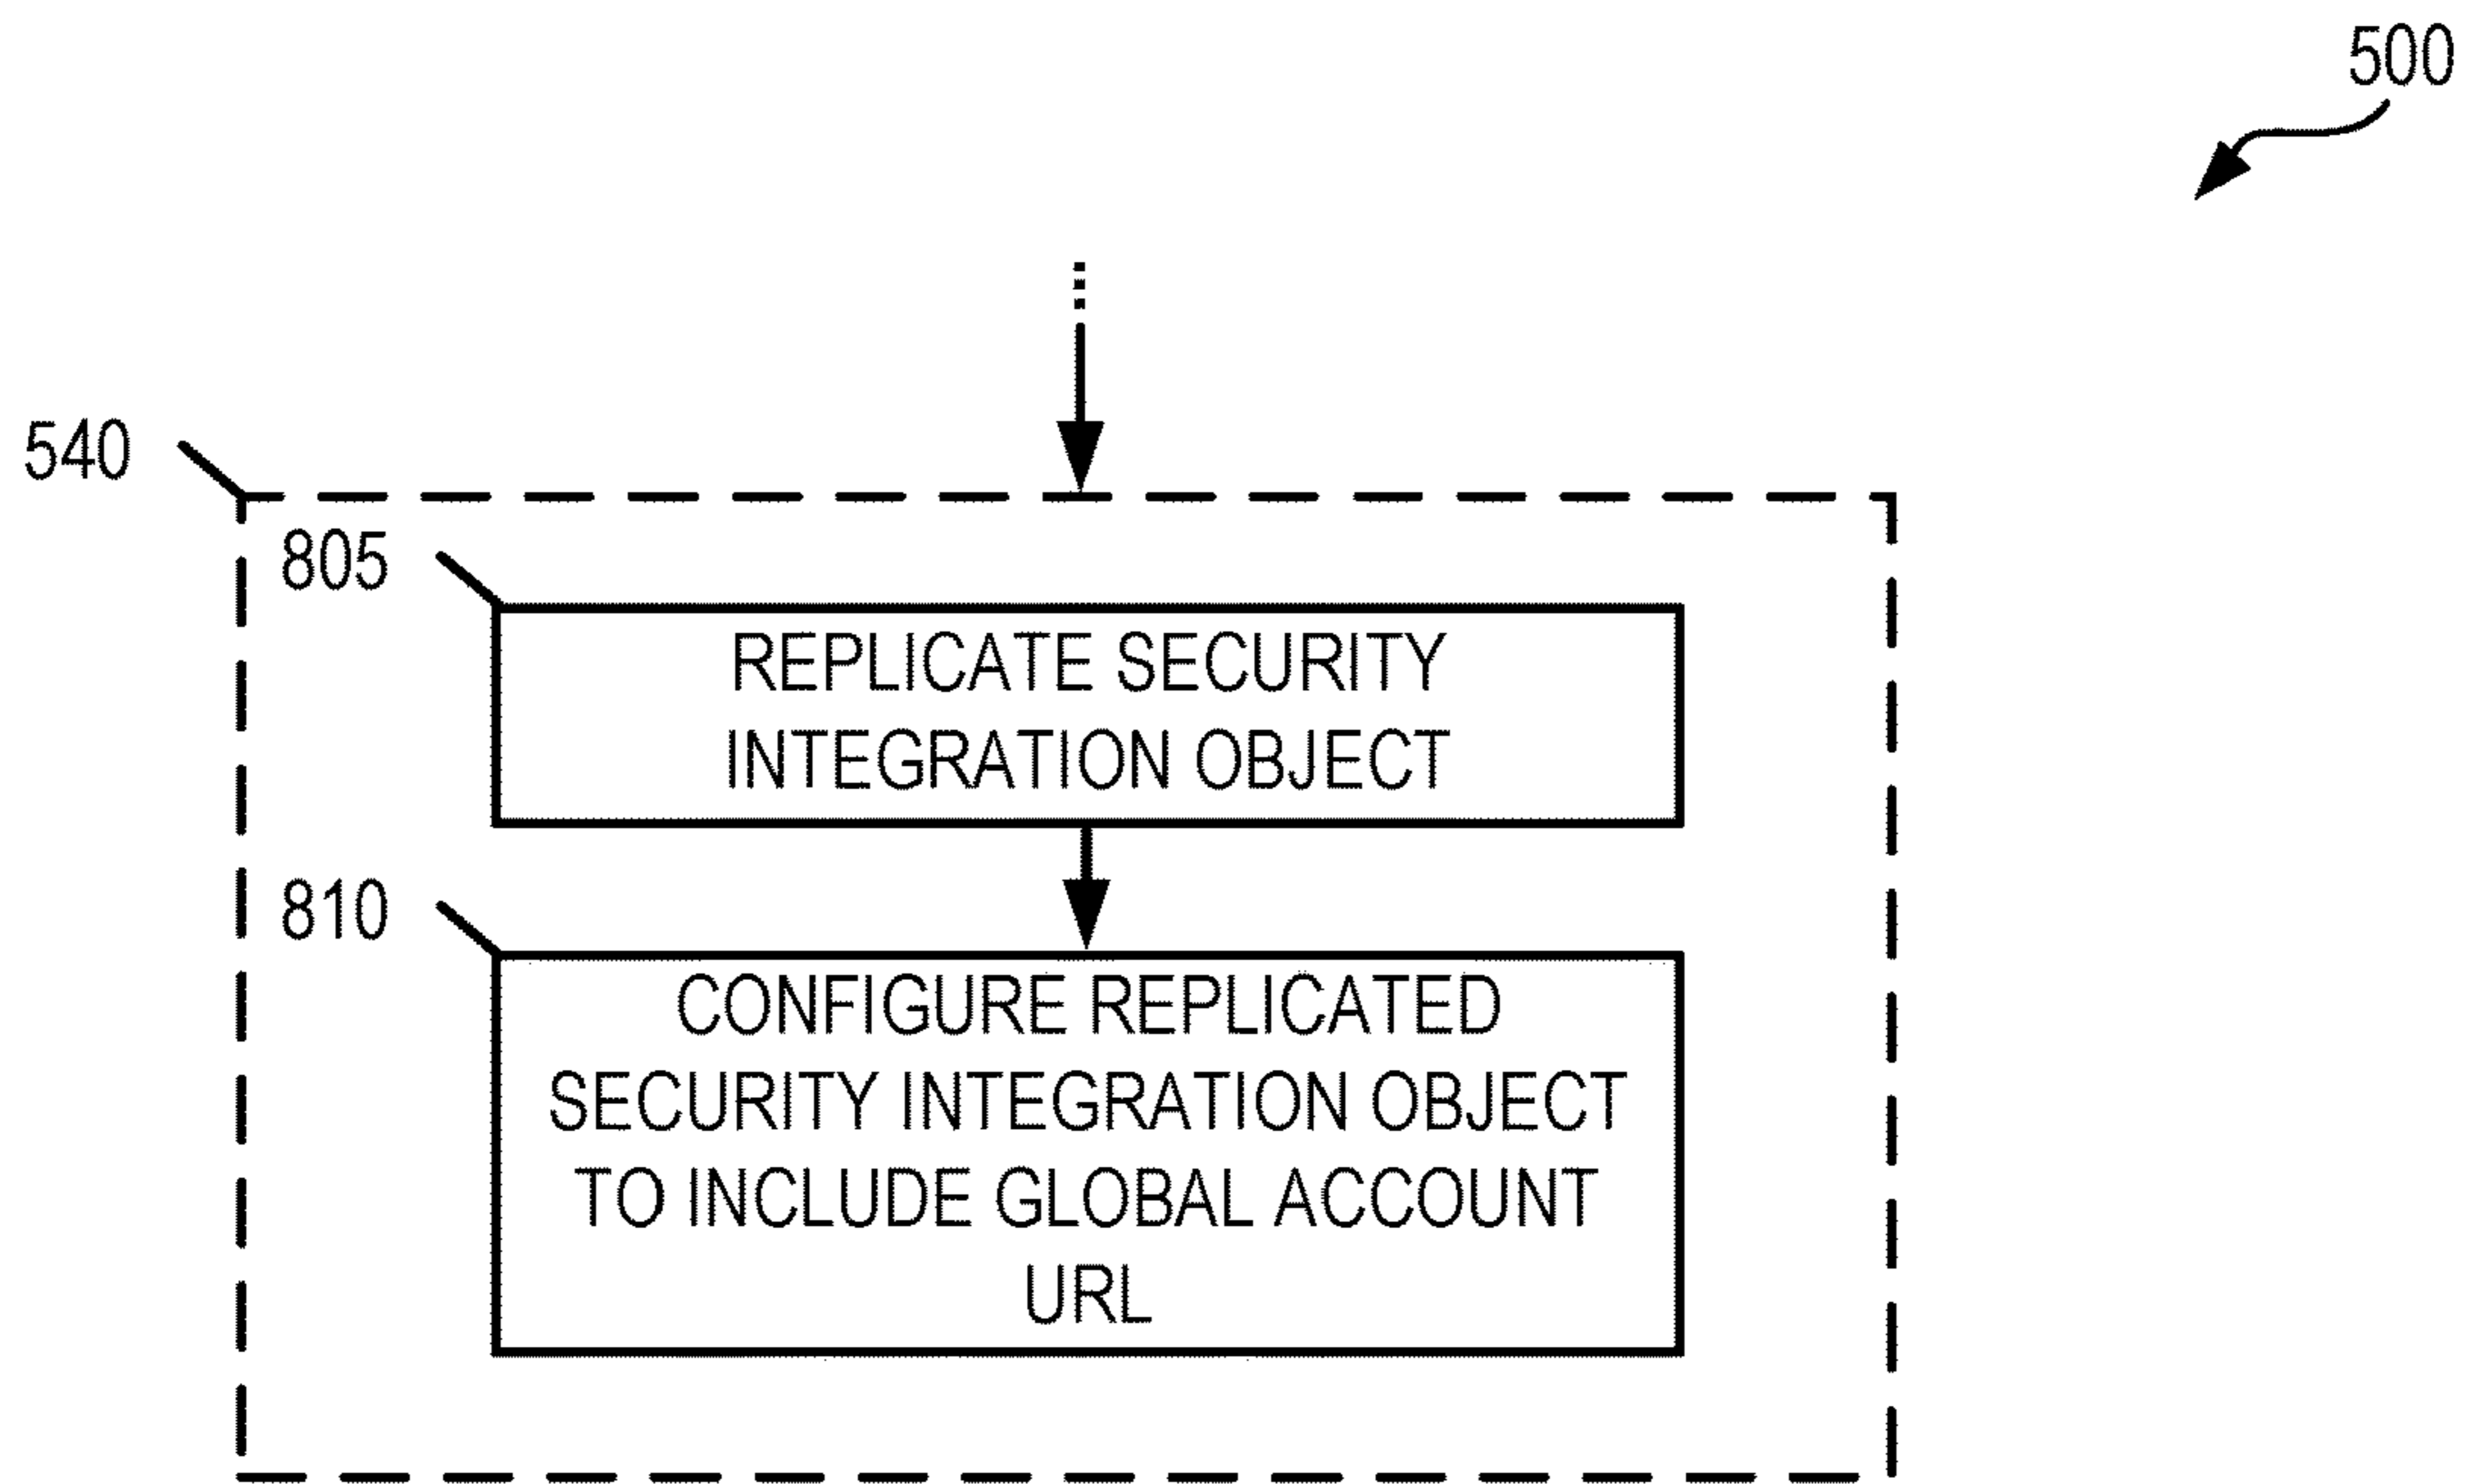 500
540
805
REPLICATE SECURITY
INTEGRATION OBJECT
810
CONFIGURE REPLICATED
SECURITY INTEGRATION OBJECT
TO INCLUDE GLOBAL ACCOUNT
URL